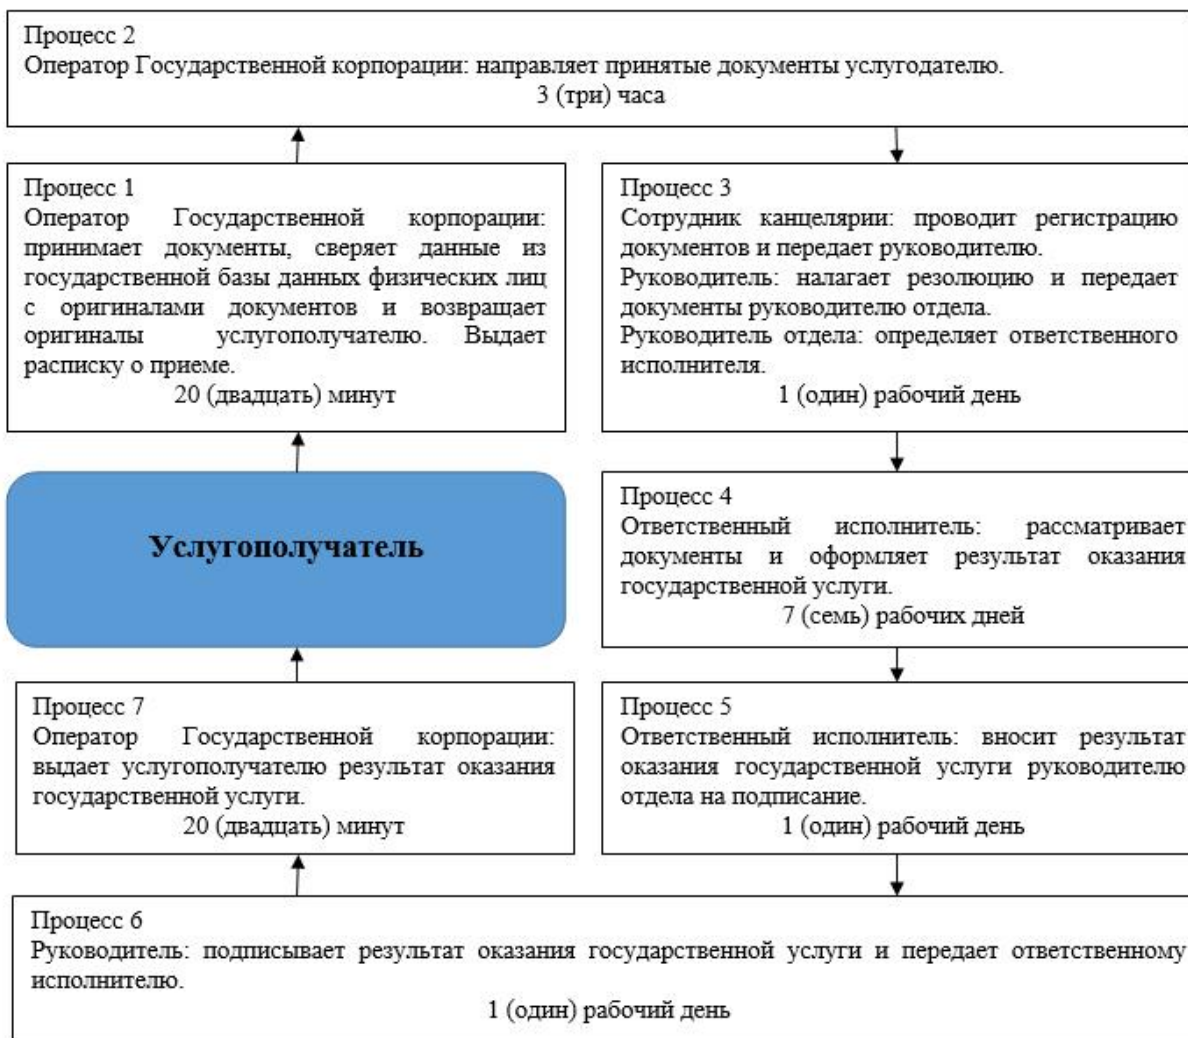 Процесс 2
Оператор Государственной корпорации: направляет принятые документы услугодателю.
3 (три) часа
Процесс 1
Оператор Государственной корпорации:
принимает документы, сверяет данные из
государственной базы данных физических лиц
с оригиналами документов и возвращает
оригиналы услугополучателю. Выдает
расписку о приеме.
20 (двадцать) минут
Процесс 3
Сотрудник канцелярии: проводит регистрацию
документов и передает руководителю.
Руководитель: налагает резолюцию и передает
документы руководителю отдела.
Руководитель отдела: определяет ответственного
исполнителя.
1 (один) рабочий день
Услугополучатель
Процесс 4
Ответственный исполнитель: рассматривает
документы и оформляет результат оказания
государственной услуги.
7 (семь) рабочих дней
Процесс 7
Оператор Государственной корпорации:
выдает услугополучателю результат оказания
государственной услуги.
20 (двадцать) минут
Процесс 5
Ответственный исполнитель: вносит результат
оказания государственной услуги руководителю
отдела на подписание.
1 (один) рабочий день
Процесс 6
Руководитель: подписывает результат оказания государственной услуги и передает ответственному
исполнителю.
1 (один) рабочий день